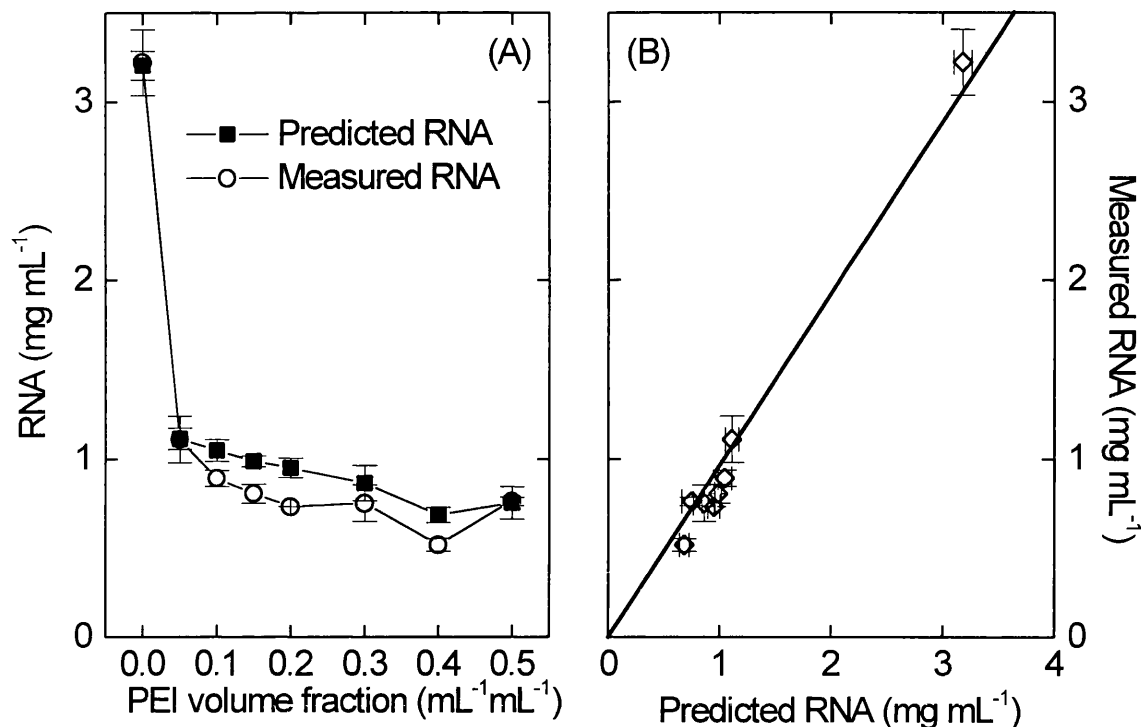 (A)
Predicted RNA
Measured RNA
RNA (mg mL⁻¹)
3
2
1
0
0.0 0.1 0.2 0.3 0.4 0.5
PEI volume fraction (mL⁻¹mL⁻¹)
(B)
3
2
1
0
Measured RNA (mg mL⁻¹)
0 1 2 3 4
Predicted RNA (mg mL⁻¹)